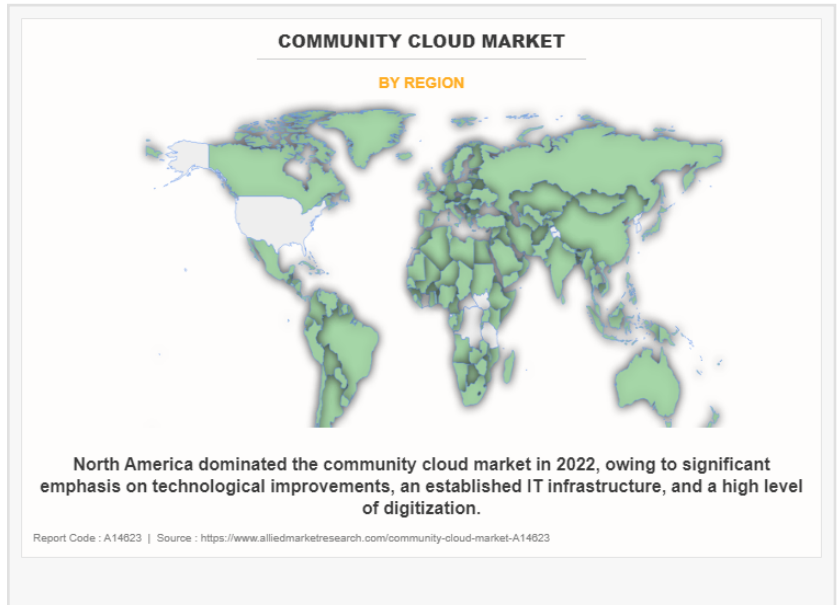 COMMUNITY CLOUD MARKET
BY REGION
North America dominated the community cloud market in 2022, owing to significant
emphasis on technological improvements, an established IT infrastructure, and a high level
of digitization.
Report Code : A14623 | Source : https://www.alliedmarketresearch.com/community-cloud-market-A14623